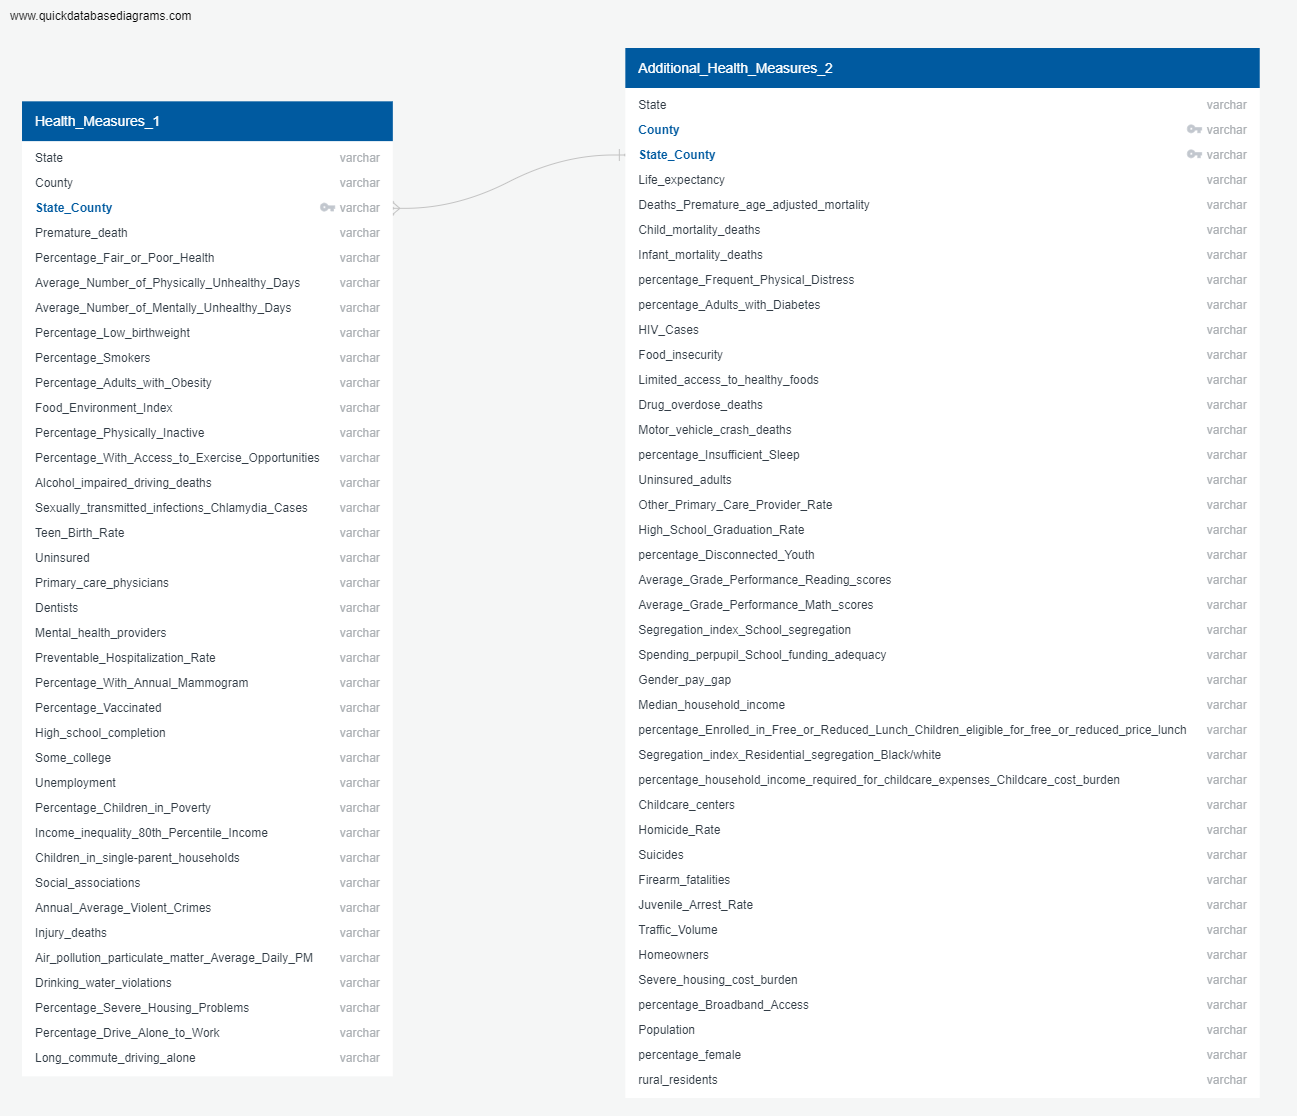 www.quickdatabasediagrams.com
Health_Measures_1
State varchar
County varchar
State_County varchar
Premature_death varchar
Percentage_Fair_or_Poor_Health varchar
Average_Number_of_Physically_Unhealthy_Days varchar
Average_Number_of_Mentally_Unhealthy_Days varchar
Percentage_Low_birthweight varchar
Percentage_Smokers varchar
Percentage_Adults_with_Obesity varchar
Food_Environment_Index varchar
Percentage_Physically_Inactive varchar
Percentage_With_Access_to_Exercise_Opportunities varchar
Alcohol_impaired_driving_deaths varchar
Sexually_transmitted_infections_Chlamydia_Cases varchar
Teen_Birth_Rate varchar
Uninsured varchar
Primary_care_physicians varchar
Dentists varchar
Mental_health_providers varchar
Preventable_Hospitalization_Rate varchar
Percentage_With_Annual_Mammogram varchar
Percentage_Vaccinated varchar
High_school_completion varchar
Some_college varchar
Unemployment varchar
Percentage_Children_in_Poverty varchar
Income_inequality_80th_Percentile_Income varchar
Children_in_single-parent_households varchar
Social_associations varchar
Annual_Average_Violent_Crimes varchar
Injury_deaths varchar
Air_pollution_particulate_matter_Average_Daily_PM varchar
Drinking_water_violations varchar
Percentage_Severe_Housing_Problems varchar
Percentage_Drive_Alone_to_Work varchar
Long_commute_driving_alone varchar
Additional_Health_Measures_2
State varchar
County varchar
State_County varchar
Life_expectancy varchar
Deaths_Premature_age_adjusted_mortality varchar
Child_mortality_deaths varchar
Infant_mortality_deaths varchar
percentage_Frequent_Physical_Distress varchar
percentage_Adults_with_Diabetes varchar
HIV_Cases varchar
Food_insecurity varchar
Limited_access_to_healthy_foods varchar
Drug_overdose_deaths varchar
Motor_vehicle_crash_deaths varchar
percentage_Insufficient_Sleep varchar
Uninsured_adults varchar
Other_Primary_Care_Provider_Rate varchar
High_School_Graduation_Rate varchar
percentage_Disconnected_Youth varchar
Average_Grade_Performance_Reading_scores varchar
Average_Grade_Performance_Math_scores varchar
Segregation_index_School_segregation varchar
Spending_perpupil_School_funding_adequacy varchar
Gender_pay_gap varchar
Median_household_income varchar
percentage_Enrolled_in_Free_or_Reduced_Lunch_Children_eligible_for_free_or_reduced_price_lunch varchar
Segregation_index_Residential_segregation_Black/white varchar
percentage_household_income_required_for_childcare_expenses_Childcare_cost_burden varchar
Childcare_centers varchar
Homicide_Rate varchar
Suicides varchar
Firearm_fatalities varchar
Juvenile_Arrest_Rate varchar
Traffic_Volume varchar
Homeowners varchar
Severe_housing_cost_burden varchar
percentage_Broadband_Access varchar
Population varchar
percentage_female varchar
rural_residents varchar